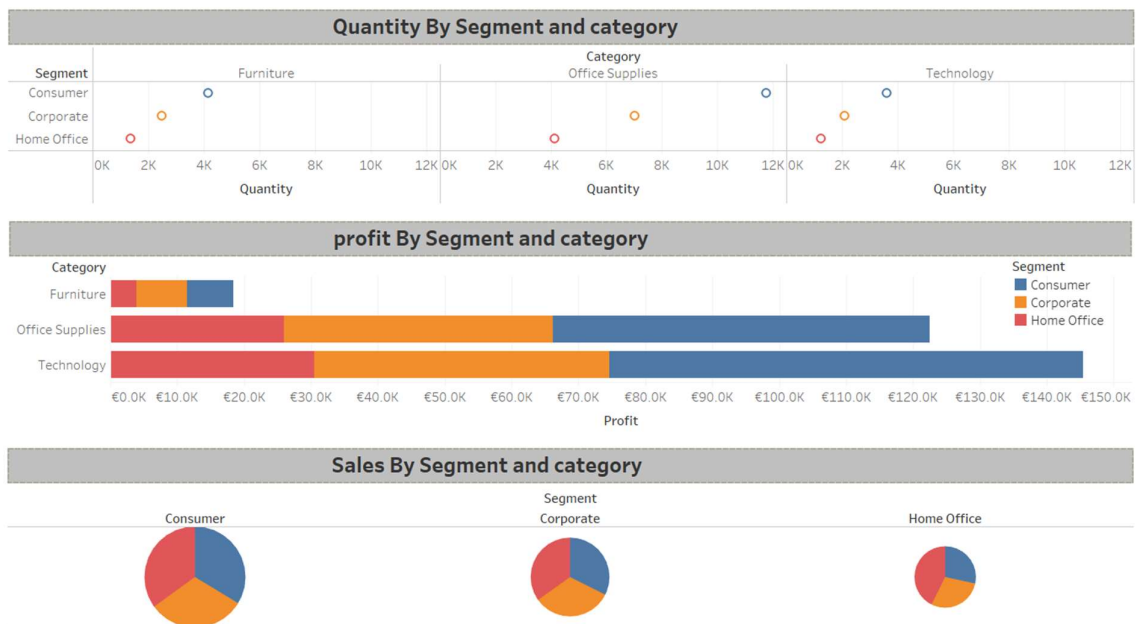 Quantity By Segment and category
Category
Segment Furniture Office Supplies Technology
Consumer
Corporate
Home Office
0K 2K 4K 6K 8K 10K 12K 0K 2K 4K 6K 8K 10K 12K 0K 2K 4K 6K 8K 10K 12K
Quantity Quantity Quantity
profit By Segment and category
Category
Furniture
Office Supplies
Technology
€0.0K €10.0K €20.0K €30.0K €40.0K €50.0K €60.0K €70.0K €80.0K €90.0K €100.0K €110.0K €120.0K €130.0K €140.0K €150.0K
Profit
Segment
Consumer
Corporate
Home Office
Sales By Segment and category
Segment
Consumer Corporate Home Office